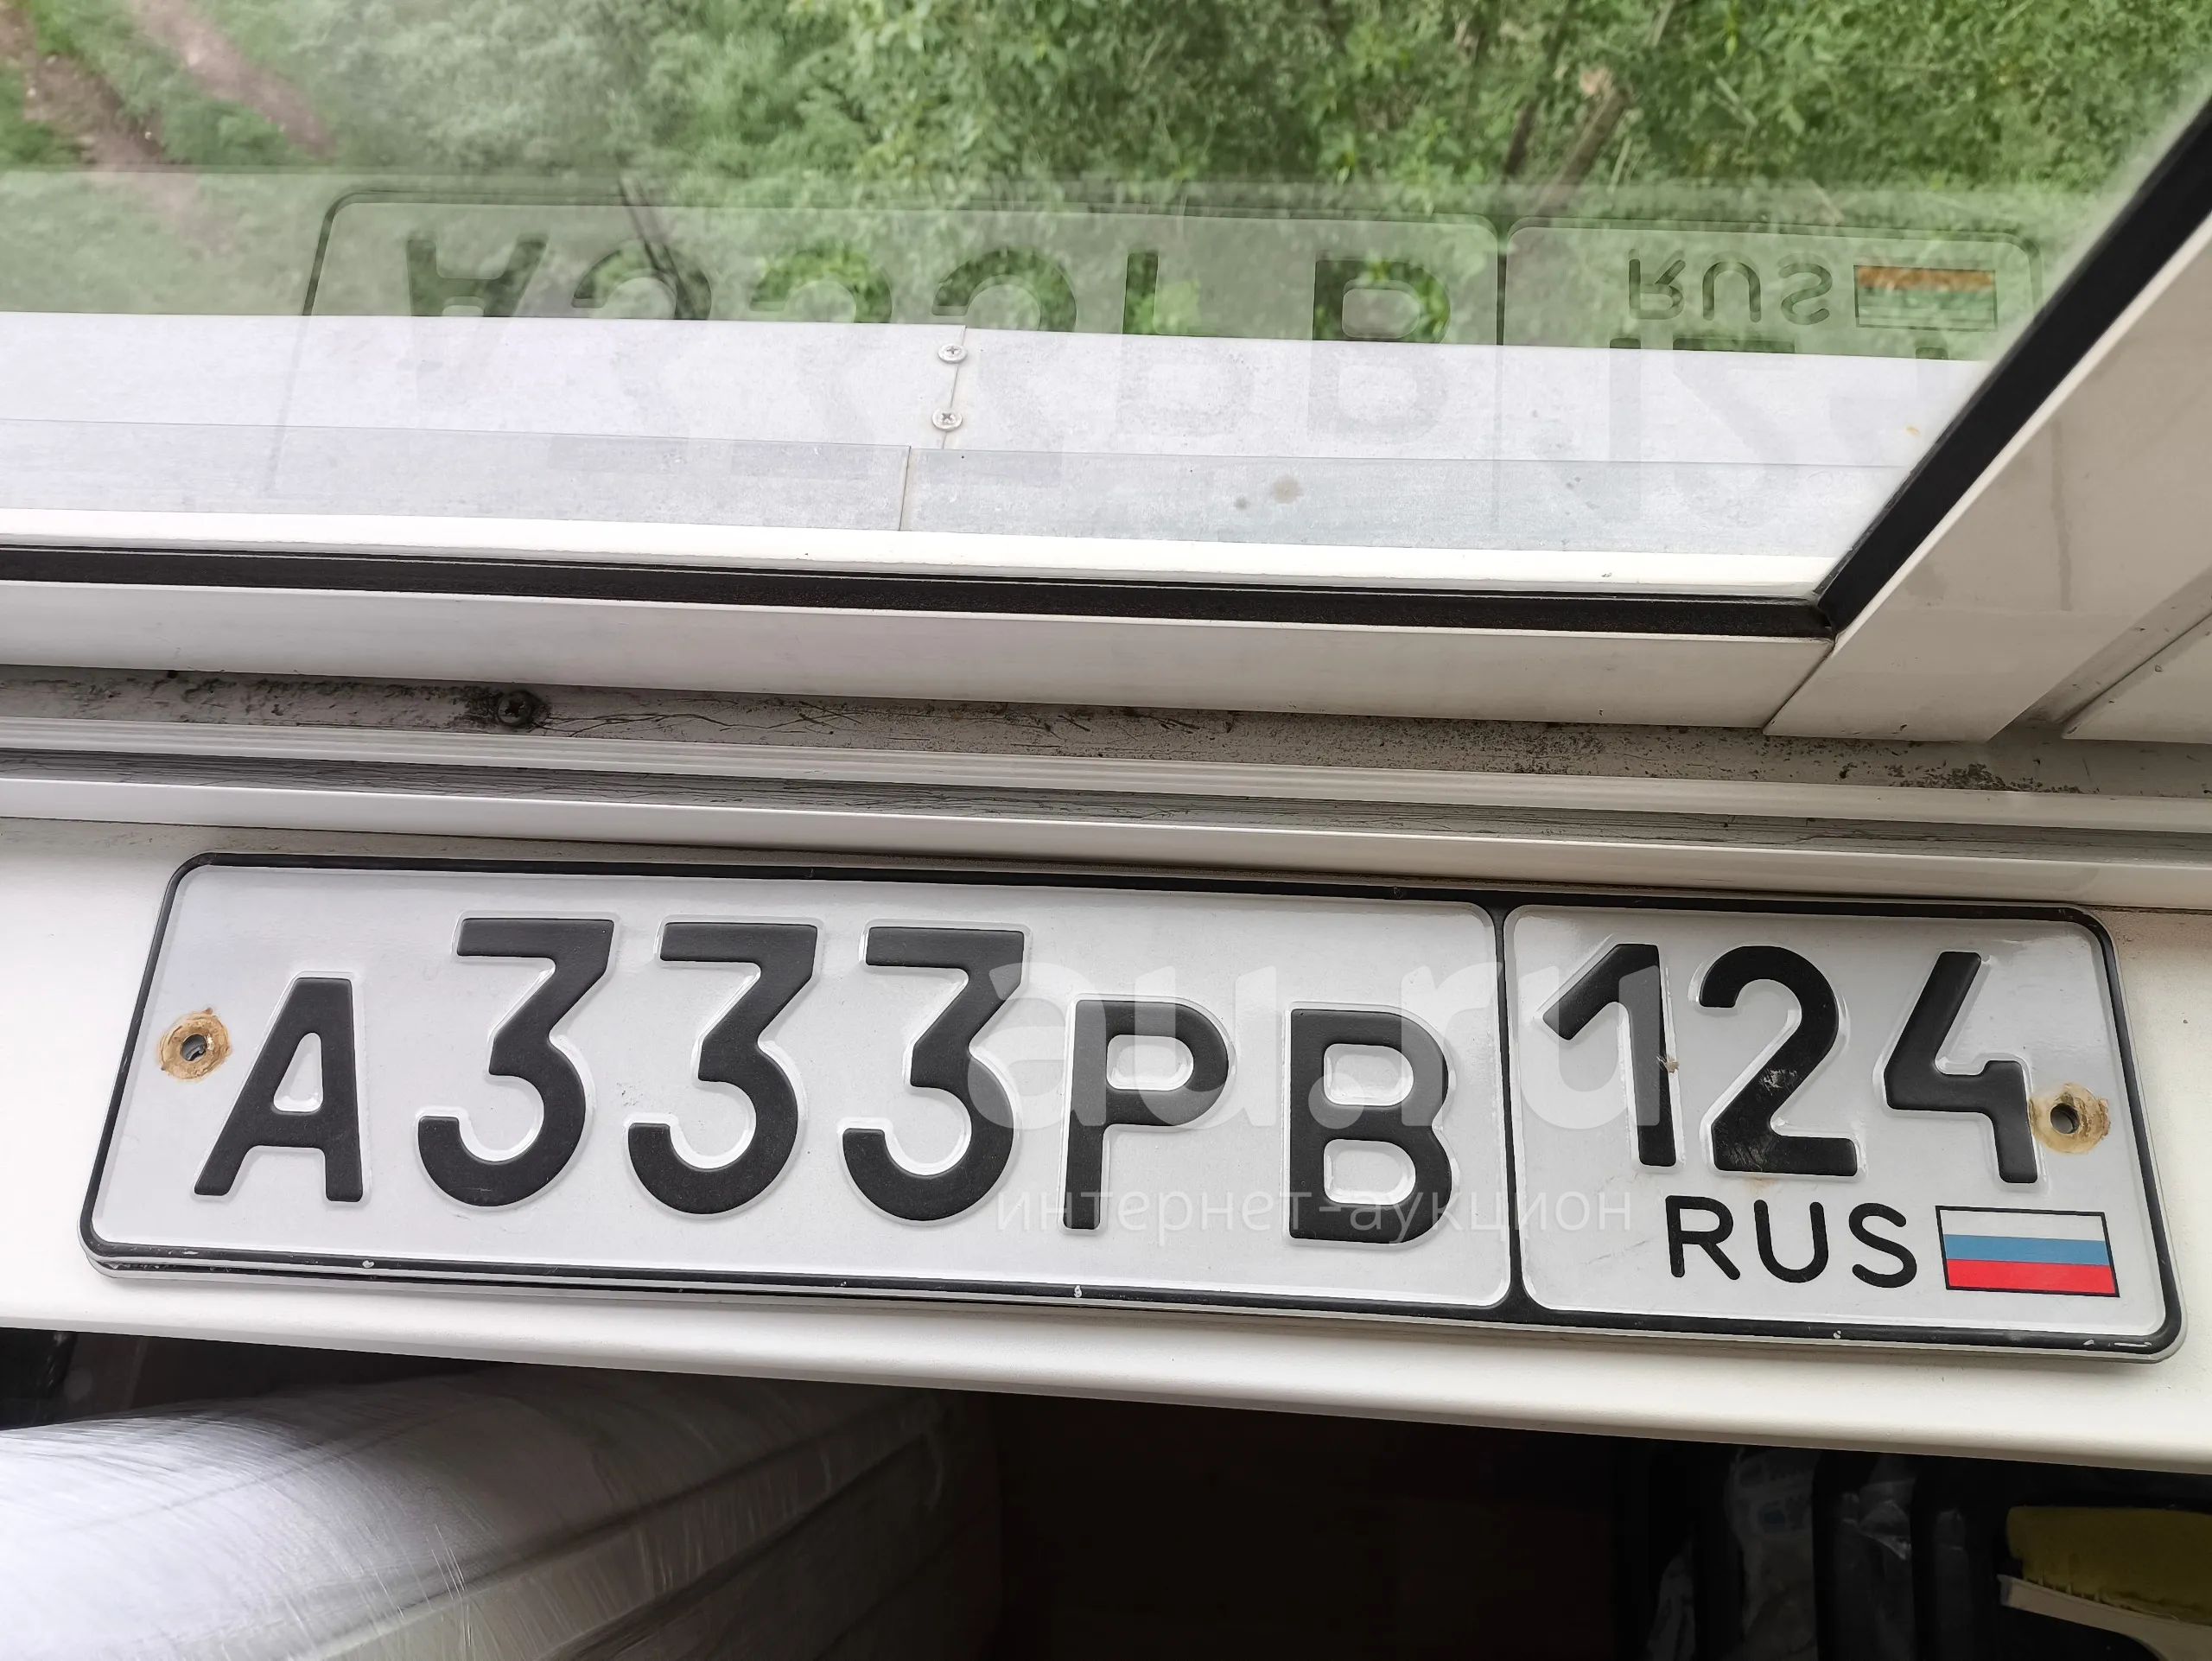 А333РВ 124
RUS
au.ru
интернет-аукцион